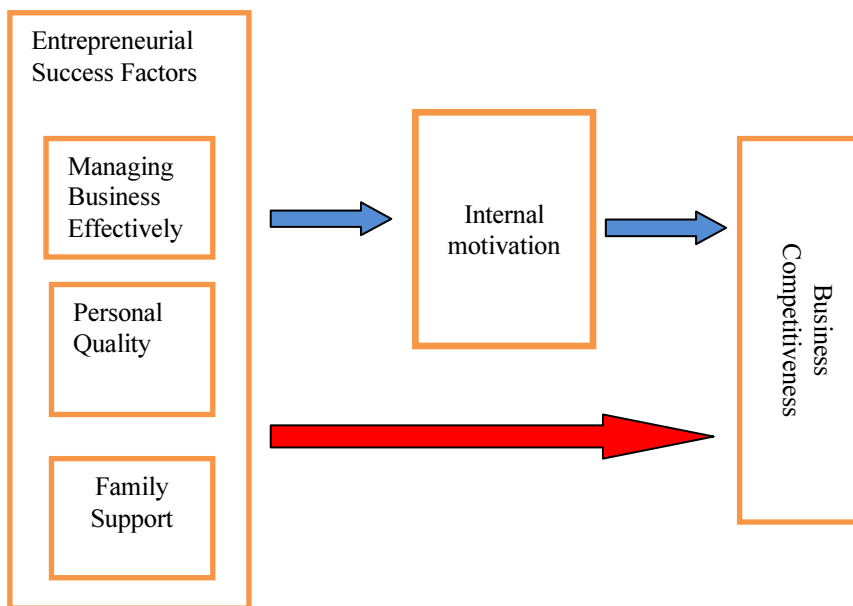 Entrepreneurial
Success Factors
Managing
Business
Effectively
Personal
Quality
Family
Support
Internal
motivation
Business
Competitiveness